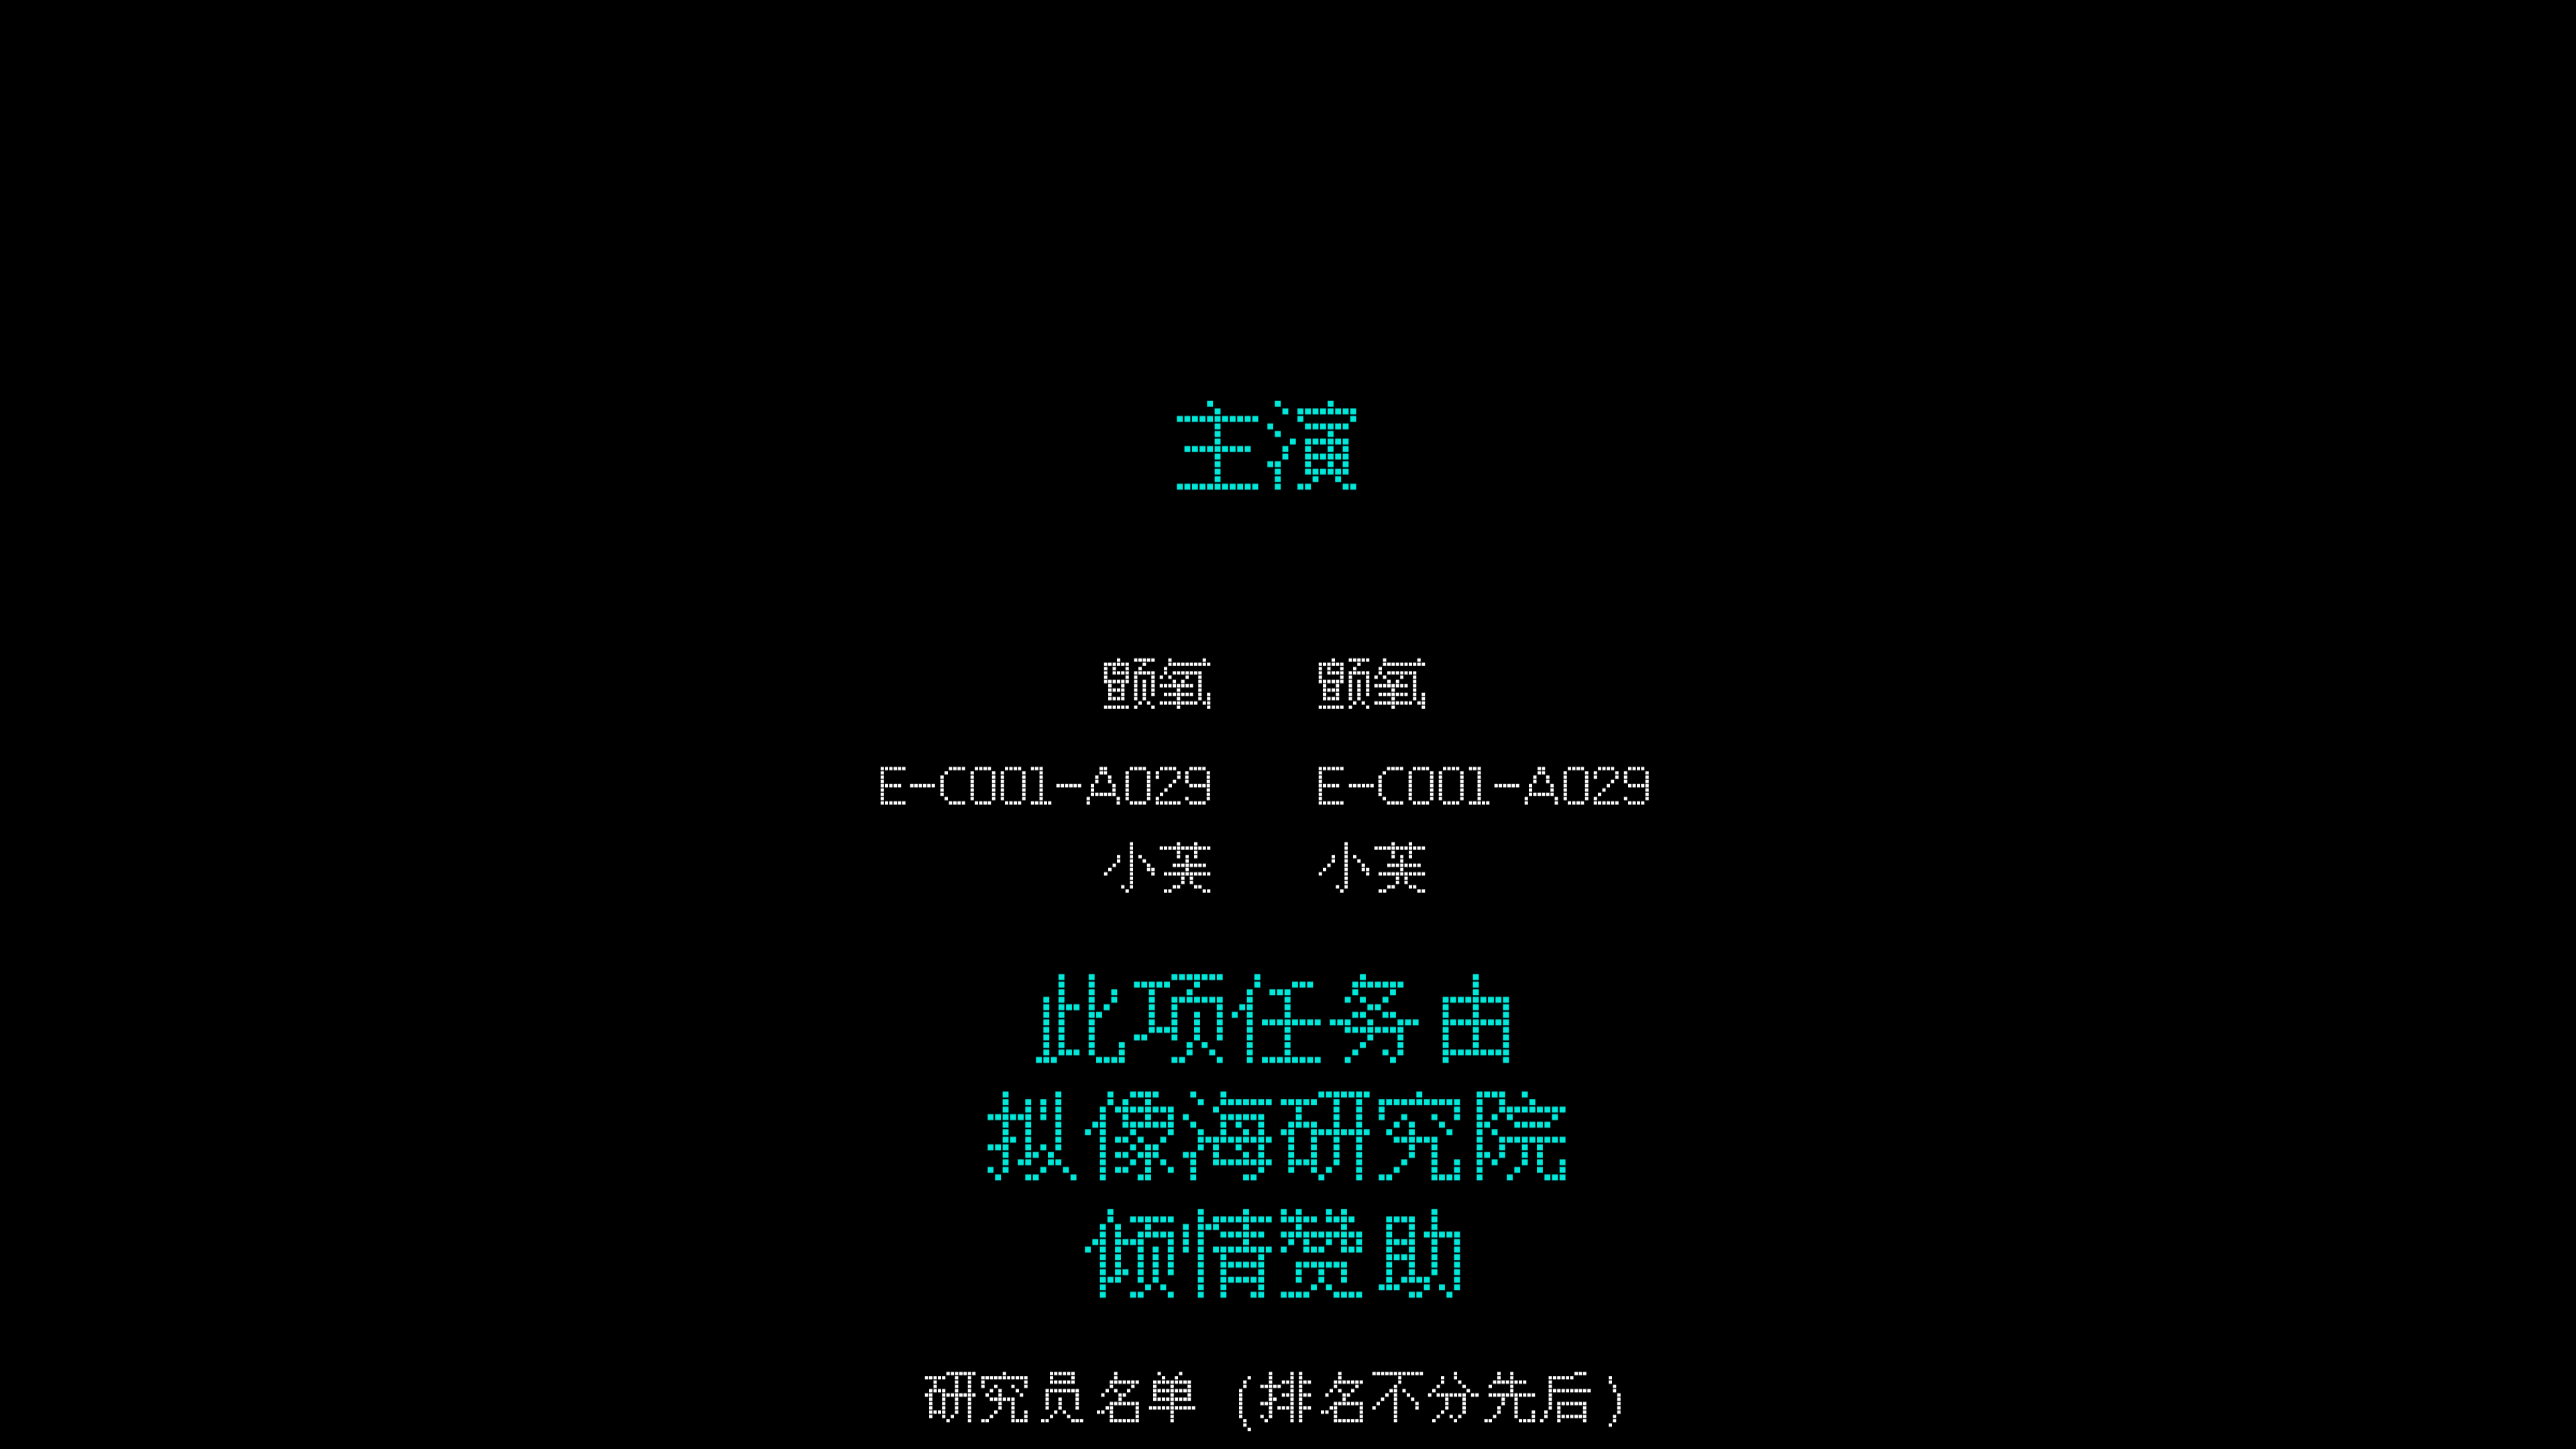 主演
颤氧 颤氧
E-C001-A029 E-C001-A029
小芙 小芙
此项任务由
拟像海研究院
倾情赞助
研究员名单 (排名不分先后)